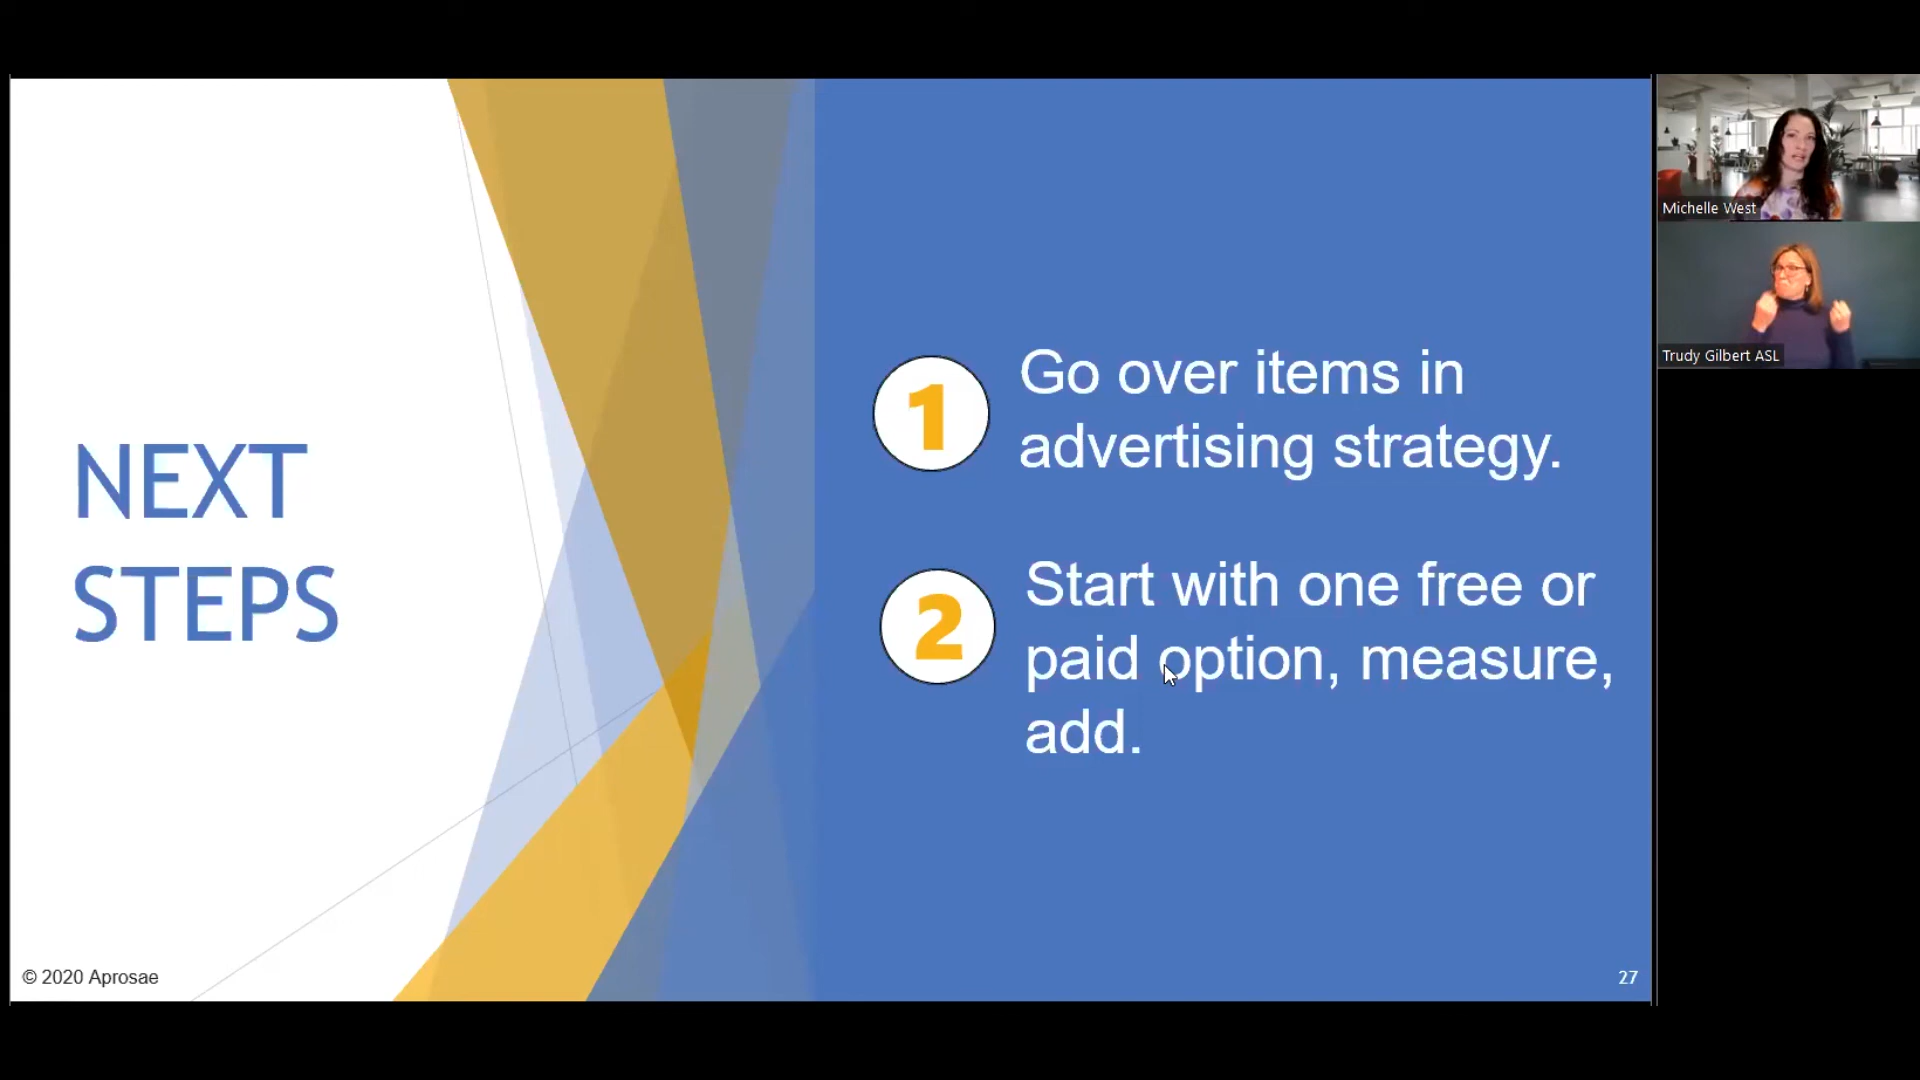 NEXT
STEPS
1
Go over items in
advertising strategy.
2
Start with one free or
paid option, measure,
add.
© 2020 Aprosae
27
Michelle West
Trudy Gilbert ASL